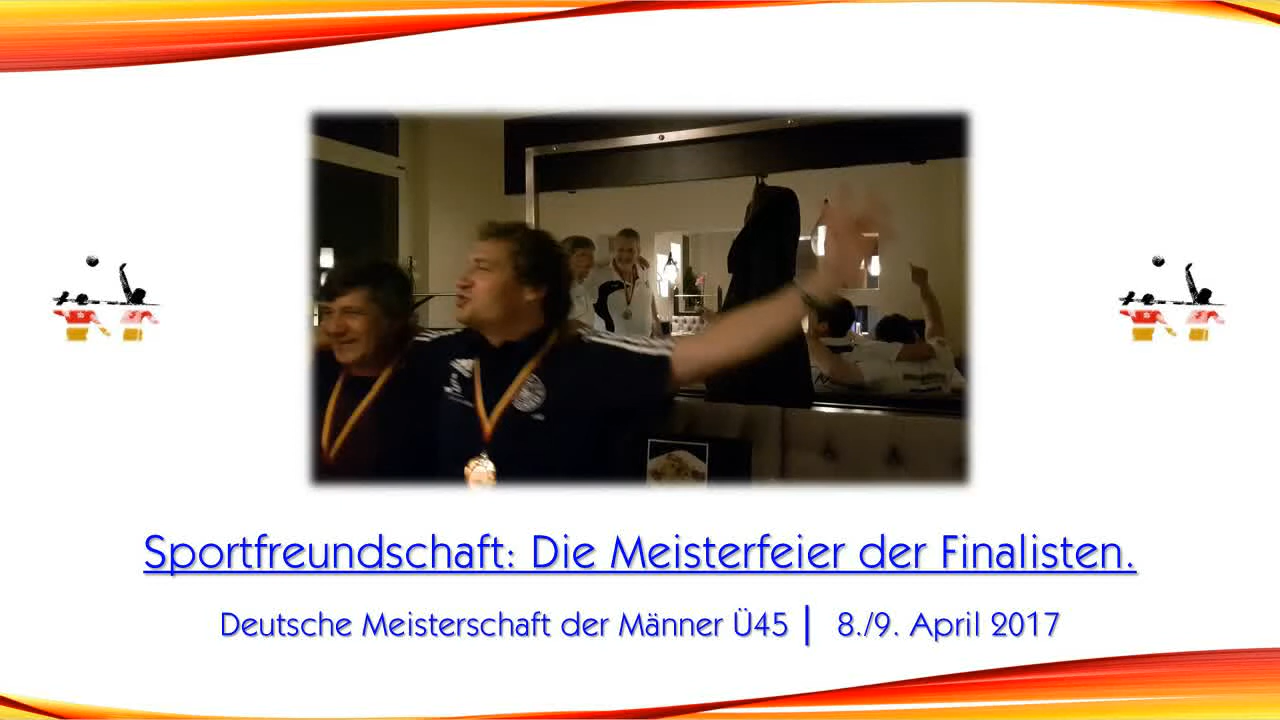 Sportfreundschaft: Die Meisterfeier der Finalisten.
Deutsche Meisterschaft der Männer Ü45 | 8./9. April 2017